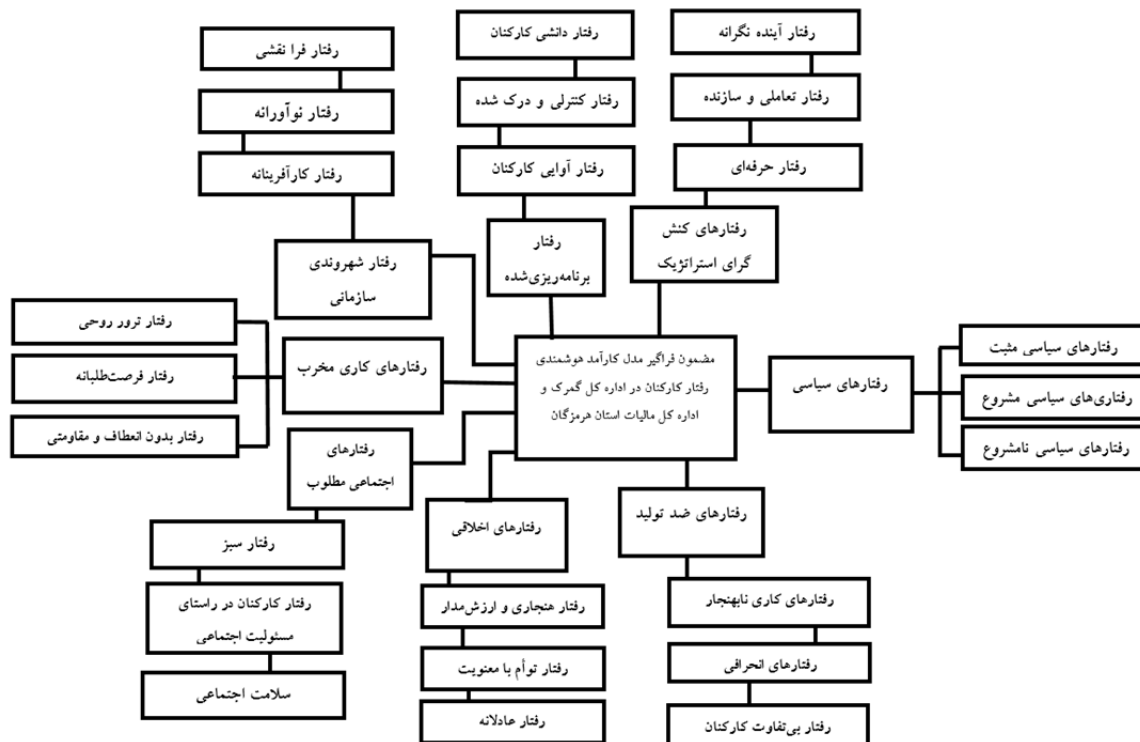 رفتار آینده نگرانه
رفتار تعاملی و سازنده
رفتار حرفه‌ای
رفتارهای کنش
گرای استراتژیک
رفتار دانشی کارکنان
رفتار کنترلی و درک شده
رفتار آوایی کارکنان
رفتار
برنامه‌ریزی‌شده
رفتار فرا نقشی
رفتار نوآورانه
رفتار کارآفرینانه
رفتار شهروندی
سازمانی
رفتارهای سیاسی مثبت
رفتاری‌های سیاسی مشروع
رفتارهای سیاسی نامشروع
رفتارهای سیاسی
مضمون فراگیر مدل کارآمد هوشمندی
رفتار کارکنان در اداره کل گمرک و
اداره کل مالیات استان هرمزگان
رفتارهای کاری مخرب
رفتار ترور روحی
رفتار فرصت‌طلبانه
رفتار بدون انعطاف و مقاومتی
رفتارهای ضد تولید
رفتارهای کاری نابهنجار
رفتارهای انحرافی
رفتار بی‌تفاوت کارکنان
رفتارهای اخلاقی
رفتار هنجاری و ارزش‌مدار
رفتار توأم با معنویت
رفتار عادلانه
رفتارهای
اجتماعی مطلوب
رفتار سبز
رفتار کارکنان در راستای
مسئولیت اجتماعی
سلامت اجتماعی